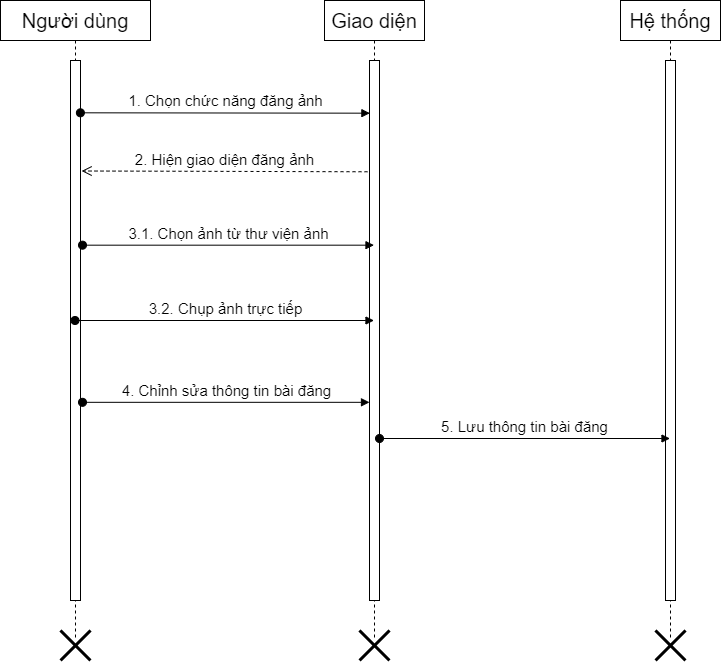 Người dùng
Giao diện
Hệ thống
1. Chọn chức năng đăng ảnh
2. Hiện giao diện đăng ảnh
3.1. Chọn ảnh từ thư viện ảnh
3.2. Chụp ảnh trực tiếp
4. Chỉnh sửa thông tin bài đăng
5. Lưu thông tin bài đăng